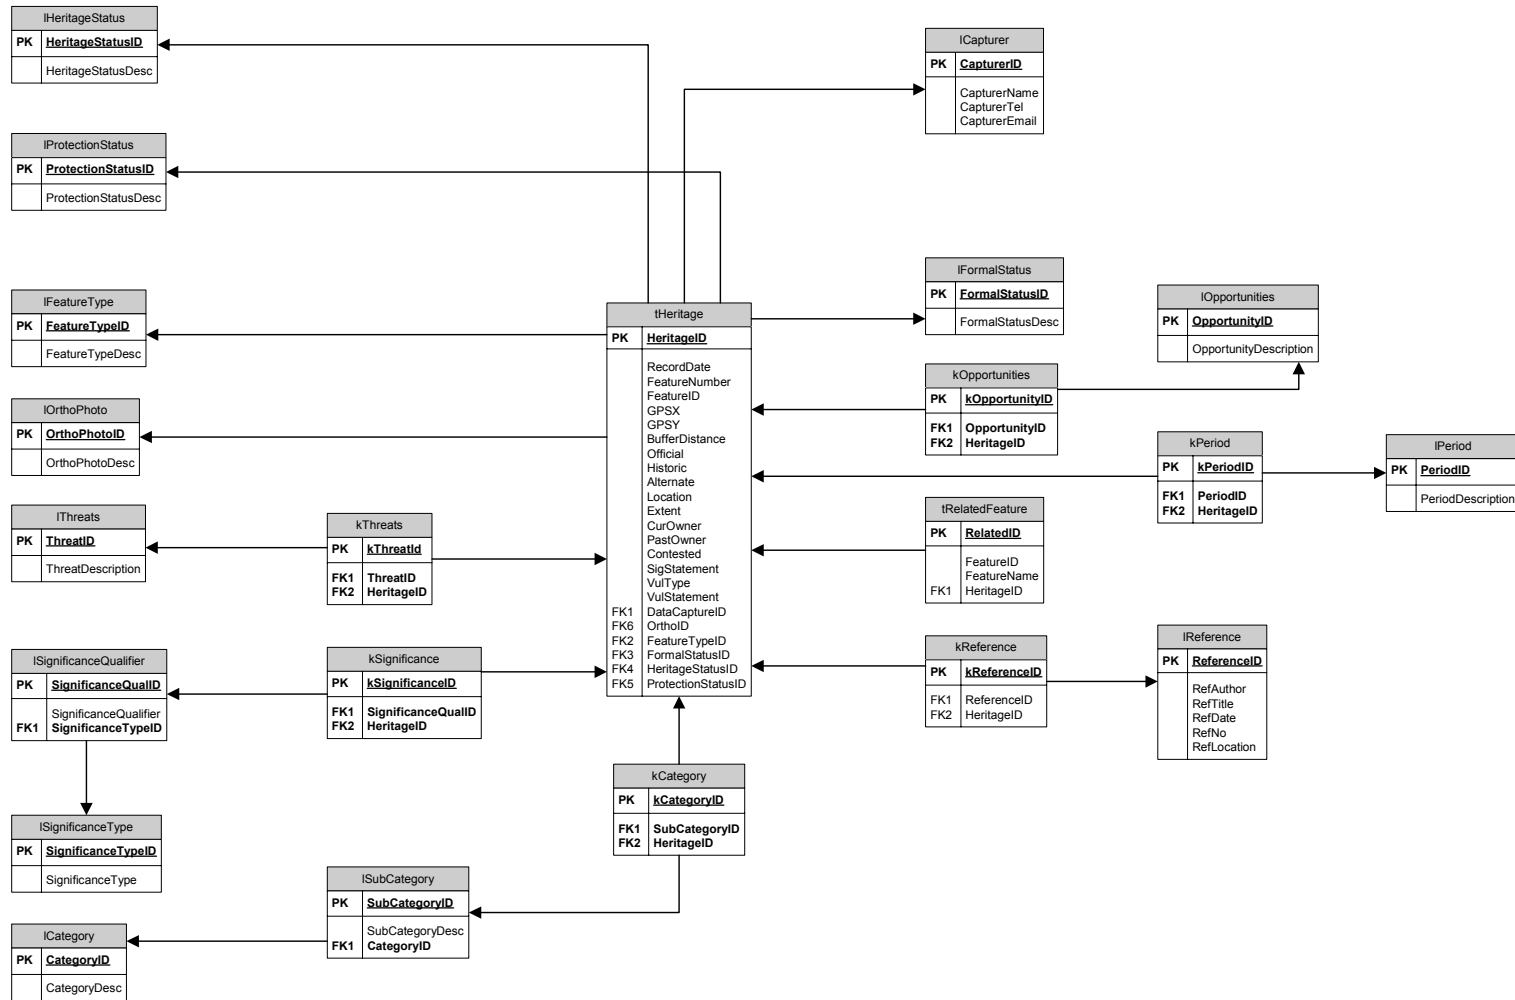 lHeritageStatus
PK HeritageStatusID
HeritageStatusDesc
lCapturer
PK CapturerID
CapturerName
CapturerTel
CapturerEmail
lProtectionStatus
PK ProtectionStatusID
ProtectionStatusDesc
lFeatureType
PK FeatureTypeID
FeatureTypeDesc
lOrthoPhoto
PK OrthoPhotoID
OrthoPhotoDesc
lThreats
PK ThreatID
ThreatDescription
kThreats
PK kThreatId
FK1 ThreatID
FK2 HeritageID
lSignificanceQualifier
PK SignificanceQualID
SignificanceQualifier
FK1 SignificanceTypeID
kSignificance
PK kSignificanceID
FK1 SignificanceQualID
FK2 HeritageID
lSignificanceType
PK SignificanceTypeID
SignificanceType
lCategory
PK CategoryID
CategoryDesc
lSubCategory
PK SubCategoryID
SubCategoryDesc
FK1 CategoryID
tHeritage
PK HeritageID
RecordDate
FeatureNumber
FeatureID
GPSX
GPSY
BufferDistance
Official
Historic
Alternate
Location
Extent
CurOwner
PastOwner
Contested
SigStatement
VulType
VulStatement
FK1 DataCaptureID
FK6 OrthoID
FK2 FeatureTypeID
FK3 FormalStatusID
FK4 HeritageStatusID
FK5 ProtectionStatusID
kCategory
PK kCategoryID
FK1 SubCategoryID
FK2 HeritageID
lFormalStatus
PK FormalStatusID
FormalStatusDesc
kOpportunities
PK kOpportunityID
FK1 OpportunityID
FK2 HeritageID
lOpportunities
PK OpportunityID
OpportunityDescription
kPeriod
PK kPeriodID
FK1 PeriodID
FK2 HeritageID
lPeriod
PK PeriodID
PeriodDescription
tRelatedFeature
PK RelatedID
FeatureID
FeatureName
FK1 HeritageID
kReference
PK kReferenceID
FK1 ReferenceID
FK2 HeritageID
lReference
PK ReferenceID
RefAuthor
RefTitle
RefDate
RefNo
RefLocation